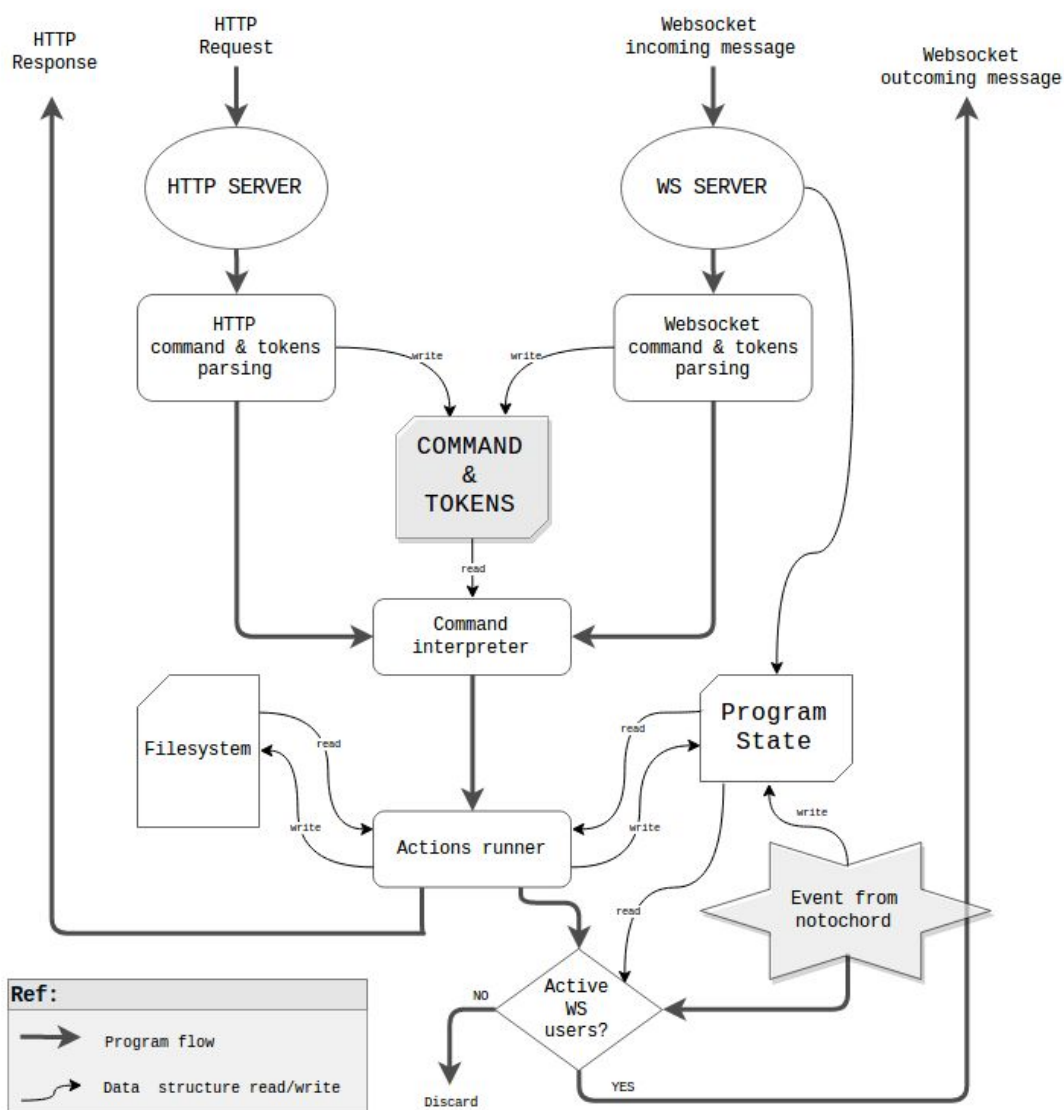 HTTP
Response
HTTP
Request
Websocket
incoming message
Websocket
outcoming message
HTTP SERVER
WS SERVER
HTTP
command & tokens
parsing
Websocket
command & tokens
parsing
write
write
COMMAND
&
TOKENS
read
Command
interpreter
Filesystem
read
write
Program
State
read
write
write
Actions runner
Event from
notochord
read
Active
WS
users?
NO
YES
Discard
Ref:
Program flow
Data structure read/write